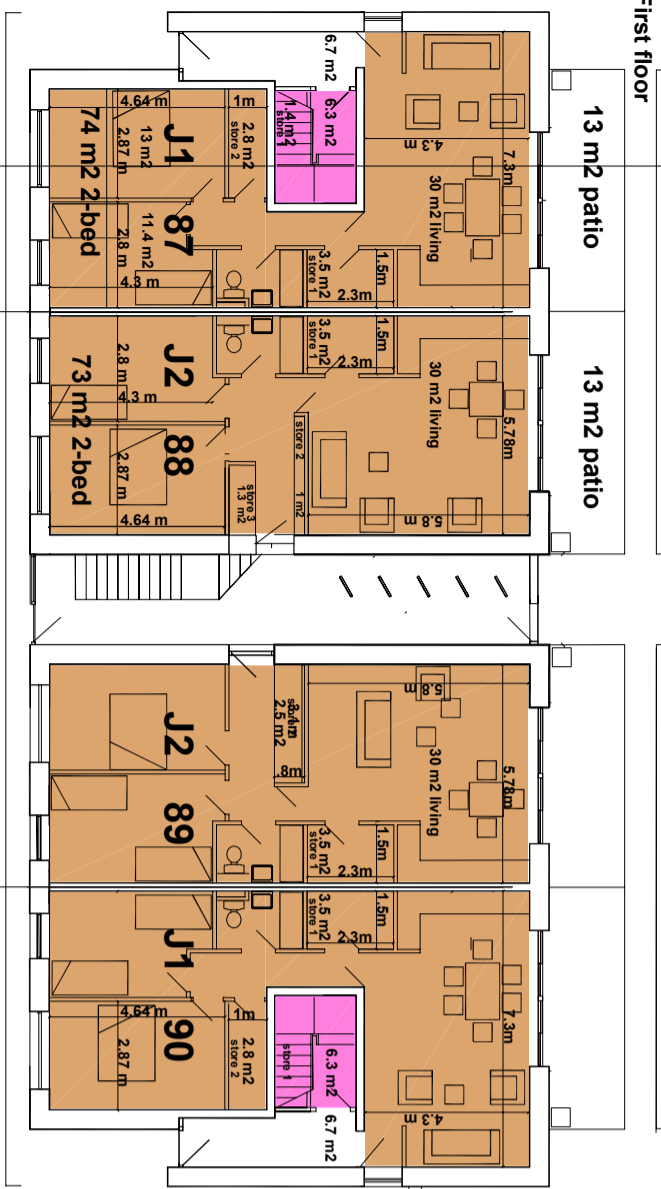 First floor
13 m2 patio
13 m2 patio
6.7 m2
6.3 m2
1.4 m2
store 1
4.3 m
7.3m
30 m2 living
4.64 m
1m
2.8 m2
store 2
J1
87
13 m2
2.87 m
74 m2 2-bed
11.4 m2
2.8 m
4.3 m
3.5 m2
store 1
1.5m
2.3m
3.5 m2
store 1
1.5m
2.3m
J2
88
2.8 m
4.3 m
73 m2 2-bed
2.87 m
4.64 m
30 m2 living
5.78m
store 2
1 m2
store 3
1.3 m2
5.8 m
5.8 m
2.5 m2
.8m
J2
89
30 m2 living
5.78m
3.5 m2
store 1
1.5m
2.3m
3.5 m2
store 1
1.5m
2.3m
J1
90
4.64 m
1m
2.87 m
2.8 m2
store 2
store 1
6.3 m2
6.7 m2
7.3m
4.3 m